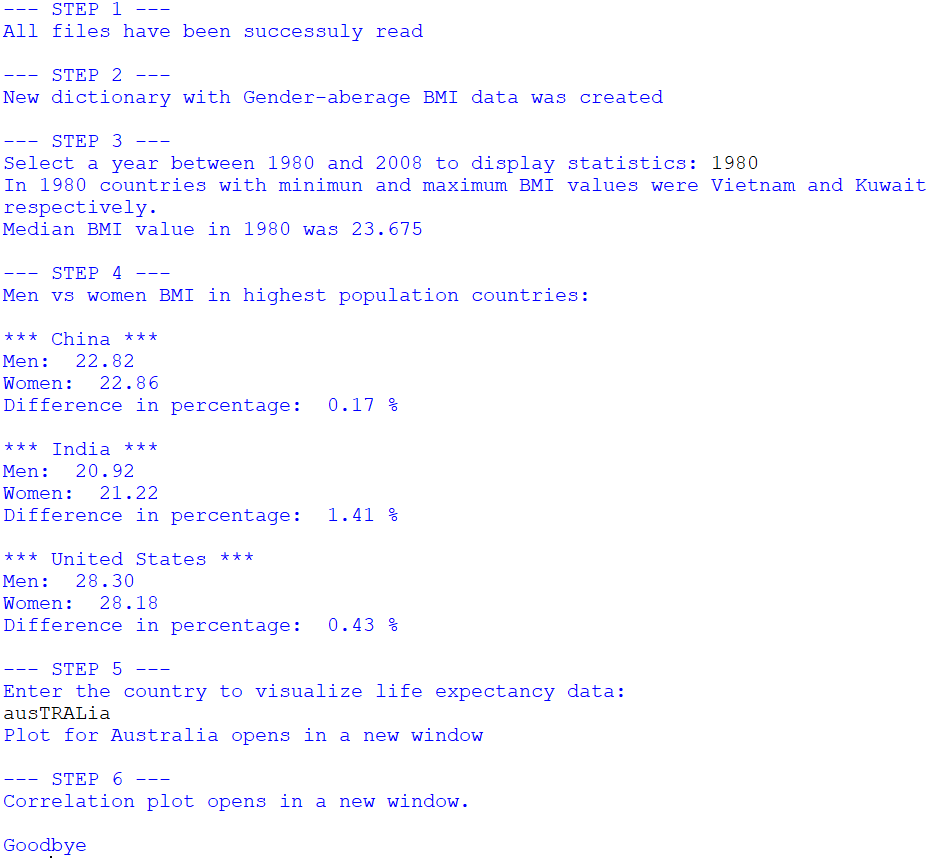 --- STEP 1 ---
All files have been successuly read
--- STEP 2 ---
New dictionary with Gender-aberage BMI data was created
--- STEP 3 ---
Select a year between 1980 and 2008 to display statistics: 1980
In 1980 countries with minimun and maximum BMI values were Vietnam and Kuwait
respectively.
Median BMI value in 1980 was 23.675
--- STEP 4 ---
Men vs women BMI in highest population countries:
*** China ***
Men:  22.82
Women:  22.86
Difference in percentage:  0.17 %
*** India ***
Men:  20.92
Women:  21.22
Difference in percentage:  1.41 %
*** United States ***
Men:  28.30
Women:  28.18
Difference in percentage:  0.43 %
--- STEP 5 ---
Enter the country to visualize life expectancy data:
ausTRALia
Plot for Australia opens in a new window
--- STEP 6 ---
Correlation plot opens in a new window.
Goodbye